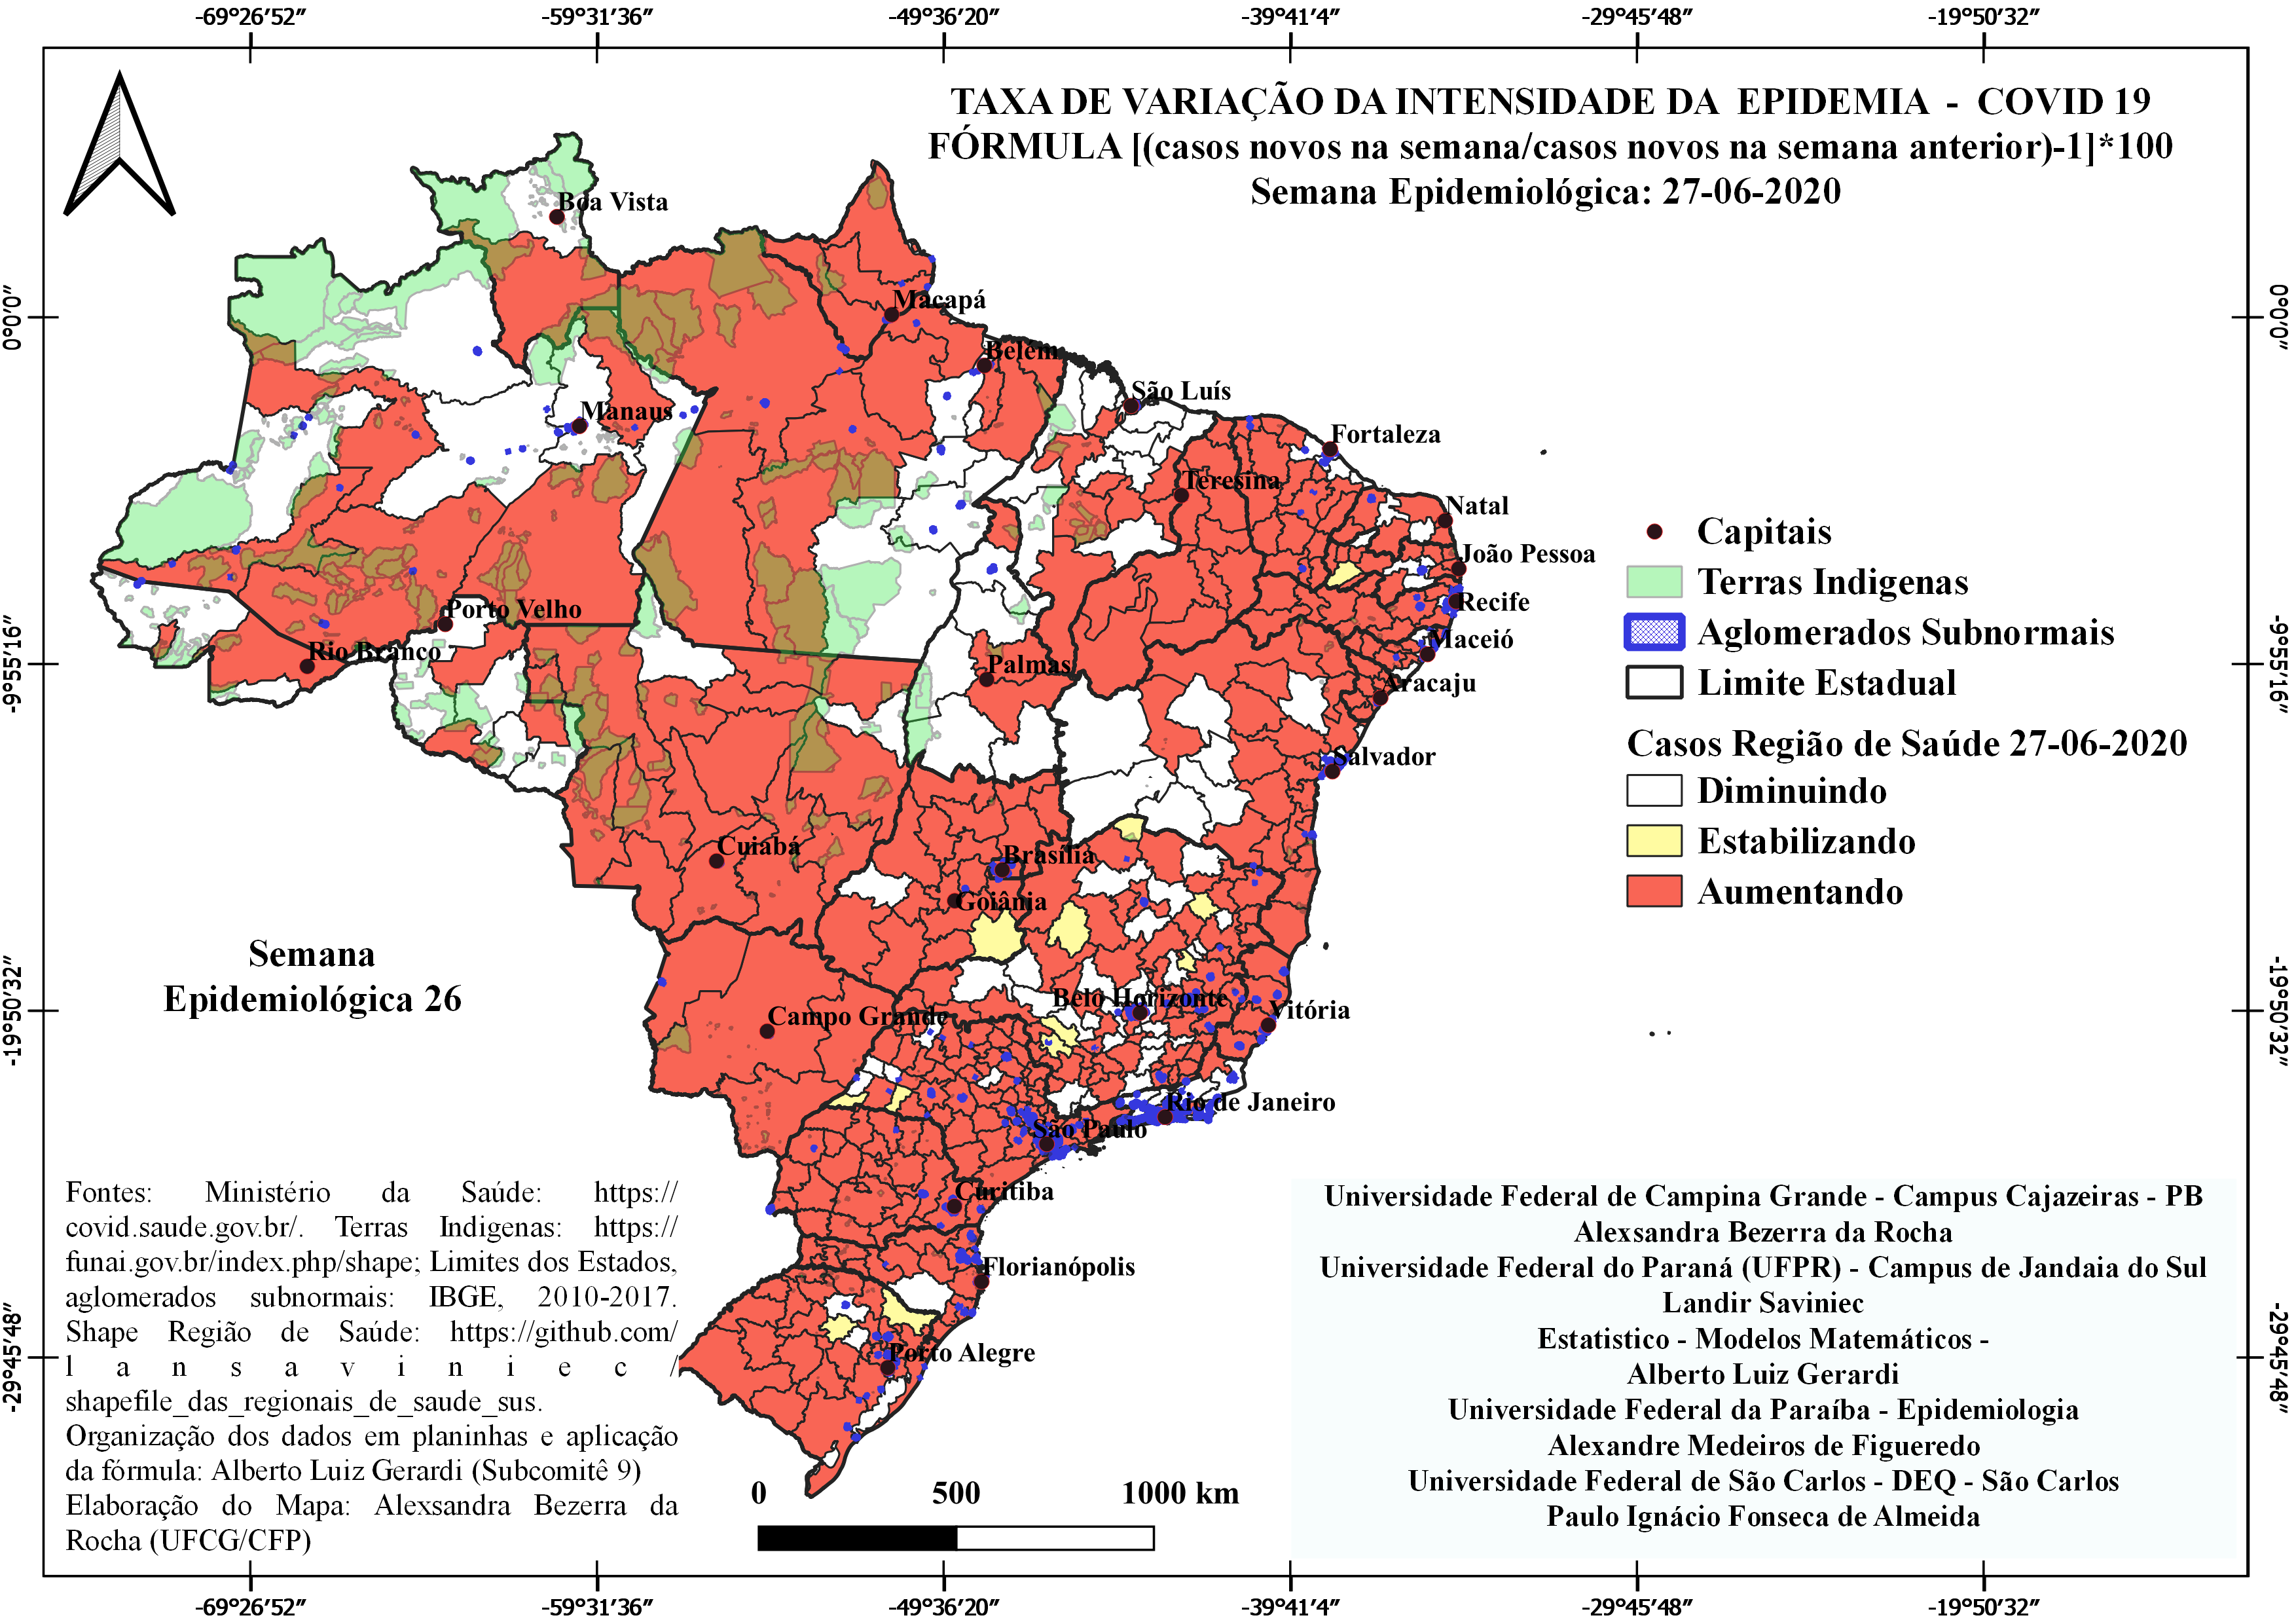 -69°26′52″ -59°31′36″ -49°36′20″ -39°41′4″ -29°45′48″ -19°50′32″
TAXA DE VARIAÇÃO DA INTENSIDADE DA EPIDEMIA - COVID 19
FÓRMULA [(casos novos na semana/casos novos na semana anterior)-1]*100
Semana Epidemiológica: 27-06-2020
Boa Vista
0°0′0″
0°0′0″
Macapá
Belém
São Luís
Manaus
Fortaleza
Teresina
Natal
João Pessoa
Porto Velho
Recife
Rio Branco
Maceió
-9°55′16″
-9°55′16″
Palmas
Aracaju
Salvador
Cuiabá
Brasília
Goiânia
Belo Horizonte
Vitória
Campo Grande
Rio de Janeiro
São Paulo
Curitiba
Florianópolis
Porto Alegre
Capitais
Terras Indigenas
Aglomerados Subnormais
Limite Estadual
Casos Região de Saúde 27-06-2020
Diminuindo
Estabilizando
Aumentando
Semana
Epidemiológica 26
-19°50′32″
-19°50′32″
Fontes: Ministério da Saúde: https://
covid.saude.gov.br/. Terras Indigenas: https://
funai.gov.br/index.php/shape; Limites dos Estados,
aglomerados subnormais: IBGE, 2010-2017.
Shape Região de Saúde: https://github.com/
l a n s a v i n i e c /
shapefile_das_regionais_de_saude_sus.
Organização dos dados em planinhas e aplicação
da fórmula: Alberto Luiz Gerardi (Subcomitê 9)
Elaboração do Mapa: Alexsandra Bezerra da
Rocha (UFCG/CFP)
-29°45′48″
-29°45′48″
0 500 1000 km
Universidade Federal de Campina Grande - Campus Cajazeiras - PB
Alexsandra Bezerra da Rocha
Universidade Federal do Paraná (UFPR) - Campus de Jandaia do Sul
Landir Saviniec
Estatistico - Modelos Matemáticos -
Alberto Luiz Gerardi
Universidade Federal da Paraíba - Epidemiologia
Alexandre Medeiros de Figueredo
Universidade Federal de São Carlos - DEQ - São Carlos
Paulo Ignácio Fonseca de Almeida
-69°26′52″ -59°31′36″ -49°36′20″ -39°41′4″ -29°45′48″ -19°50′32″